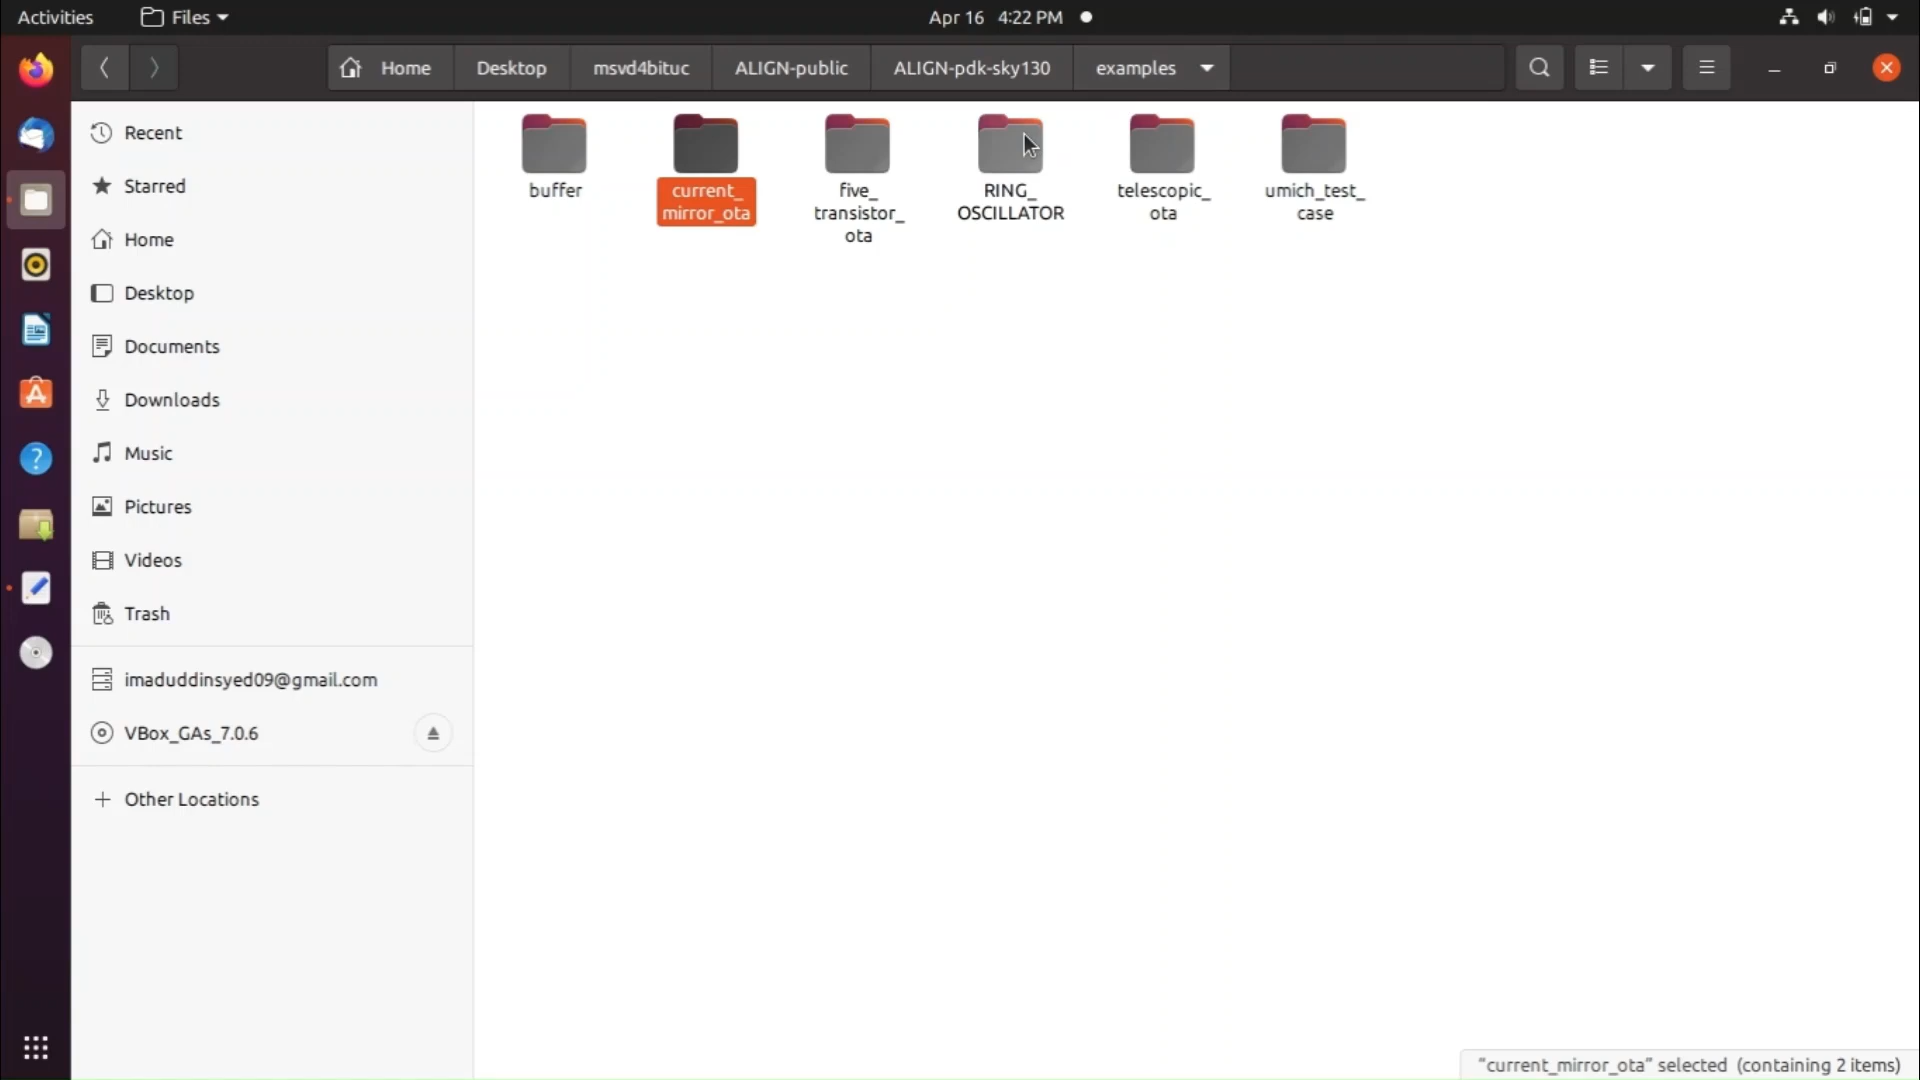 Activities
Files
Apr 16 4:22 PM
Home
Desktop
msvd4bituc
ALIGN-public
ALIGN-pdk-sky130
examples
Recent
Starred
Home
Desktop
Documents
Downloads
Music
Pictures
Videos
Trash
imaduddinsyed09@gmail.com
VBox_GAs_7.0.6
Other Locations
buffer
current_
mirror_ota
five_
transistor_
ota
RING_
OSCILLATOR
telescopic_
ota
umich_test_
case
"current_mirror_ota" selected (containing 2 items)